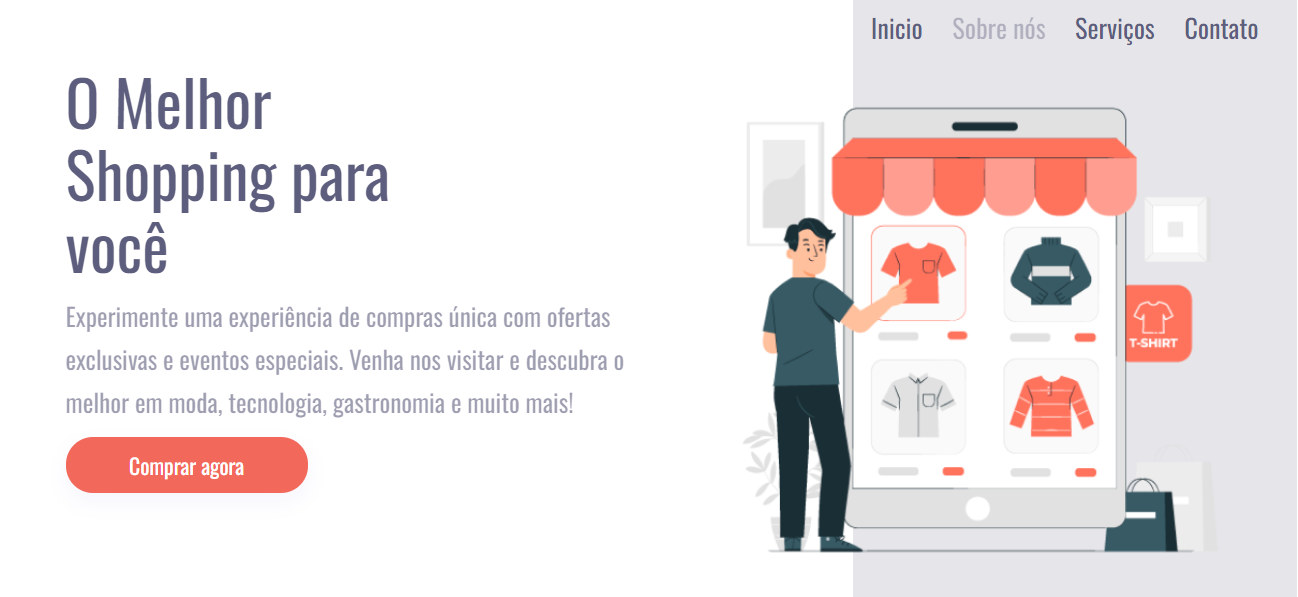 Inicio Sobre nós Serviços Contato
O Melhor
Shopping para
você
Experimente uma experiência de compras única com ofertas
exclusivas e eventos especiais. Venha nos visitar e descubra o
melhor em moda, tecnologia, gastronomia e muito mais!
Comprar agora
T-SHIRT